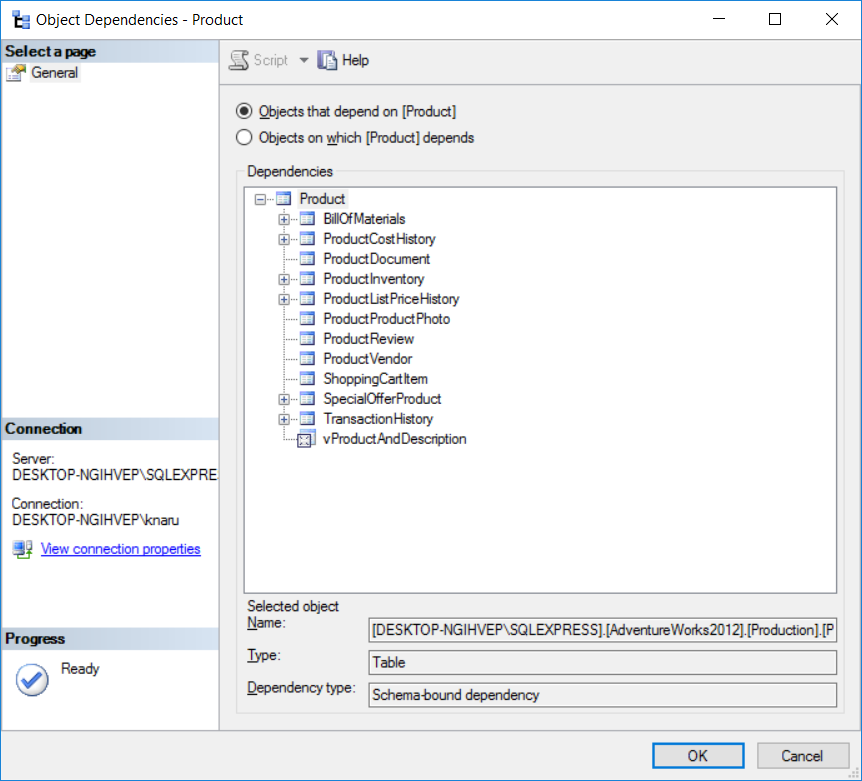 Object Dependencies - Product
Select a page
General
Script
Help
Objects that depend on [Product]
Objects on which [Product] depends
Dependencies
Product
BillOfMaterials
ProductCostHistory
ProductDocument
ProductInventory
ProductListPriceHistory
ProductProductPhoto
ProductReview
ProductVendor
ShoppingCartItem
SpecialOfferProduct
TransactionHistory
vProductAndDescription
Connection
Server:
DESKTOP-NGIHVEP\SQLEXPRE
Connection:
DESKTOP-NGIHVEP\knaru
View connection properties
Progress
Ready
Selected object
Name:
[DESKTOP-NGIHVEP\SQLEXPRESS].[AdventureWorks2012].[Production].[P
Type:
Table
Dependency type:
Schema-bound dependency
OK
Cancel